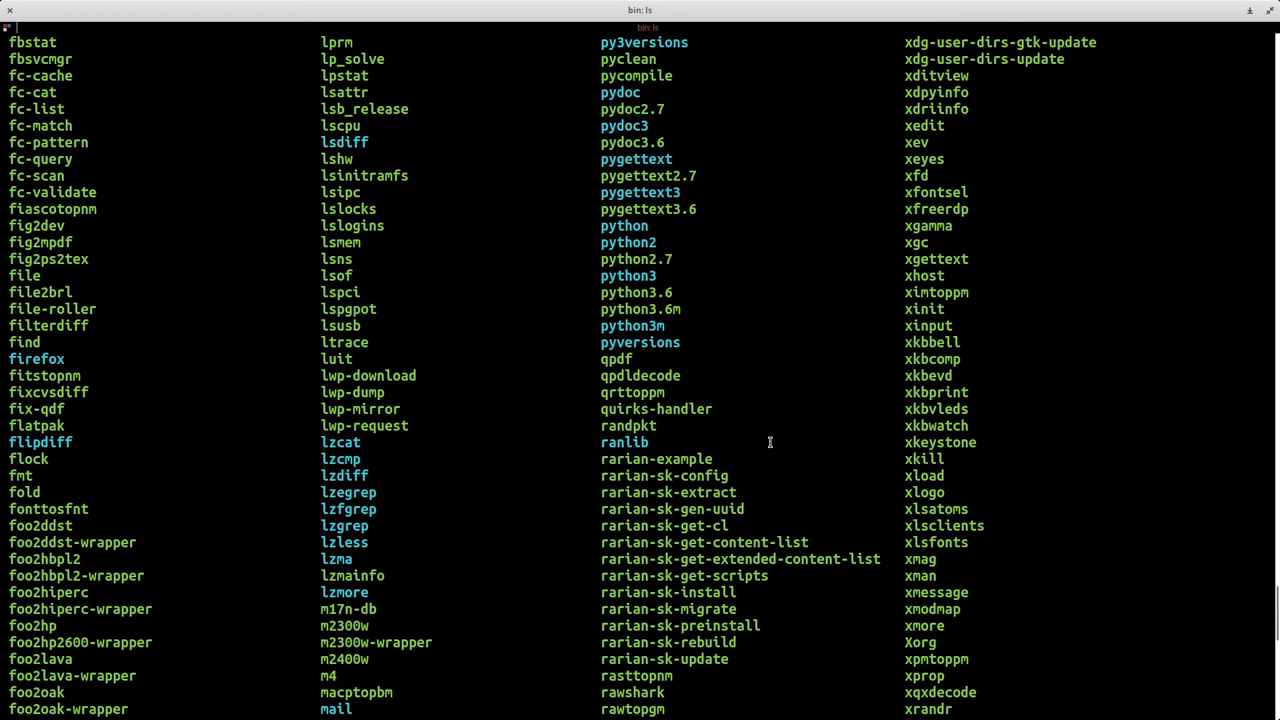 bin: ls
bin: ls
fbstat lprm py3versions xdg-user-dirs-gtk-update
fbsvcmgr lp_solve pyclean xdg-user-dirs-update
fc-cache lpstat pycompile xditview
fc-cat lsattr pydoc xdpyinfo
fc-list lsb_release pydoc2.7 xdriinfo
fc-match lscpu pydoc3 xedit
fc-pattern lsdiff pydoc3.6 xev
fc-query lshw pygettext xeyes
fc-scan lsinitramfs pygettext2.7 xfd
fc-validate lsipc pygettext3 xfontsel
fiascotopnm lslocks pygettext3.6 xfreerdp
fig2dev lslogins python xgamma
fig2mpdf lsmem python2 xgc
fig2ps2tex lsns python2.7 xgettext
file lsof python3 xhost
file2brl lspci python3.6 ximtoppm
file-roller lspgpot python3.6m xinit
filterdiff lsusb python3m xinput
find ltrace pyversions xkbbell
firefox luit qpdf xkbcomp
fitstopnm lwp-download qpdldecode xkbevd
fixcvsdiff lwp-dump qrttoppm xkbprint
fix-qdf lwp-mirror quirks-handler xkbvleds
flatpak lwp-request randpkt xkbwatch
flipdiff lzcat ranlib xkeystone
flock lzcmp rarian-example xkill
fmt lzdiff rarian-sk-config xload
fold lzegrep rarian-sk-extract xlogo
fonttosfnt lzfgrep rarian-sk-gen-uuid xlsatoms
foo2ddst lzgrep rarian-sk-get-cl xlsclients
foo2ddst-wrapper lzless rarian-sk-get-content-list xlsfonts
foo2hbpl2 lzma rarian-sk-get-extended-content-list xmag
foo2hbpl2-wrapper lzmainfo rarian-sk-get-scripts xman
foo2hiperc lzmore rarian-sk-install xmessage
foo2hiperc-wrapper m17n-db rarian-sk-migrate xmodmap
foo2hp m2300w rarian-sk-preinstall xmore
foo2hp2600-wrapper m2300w-wrapper rarian-sk-rebuild Xorg
foo2lava m2400w rarian-sk-update xpmtoppm
foo2lava-wrapper m4 rasttopnm xprop
foo2oak macptopbm rawshark xqxdecode
foo2oak-wrapper mail rawtopgm xrandr